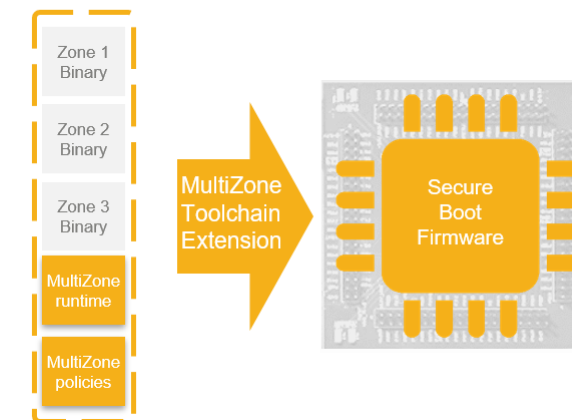 Zone 1
Binary
Zone 2
Binary
Zone 3
Binary
MultiZone
runtime
MultiZone
policies
MultiZone
Toolchain
Extension
Secure
Boot
Firmware